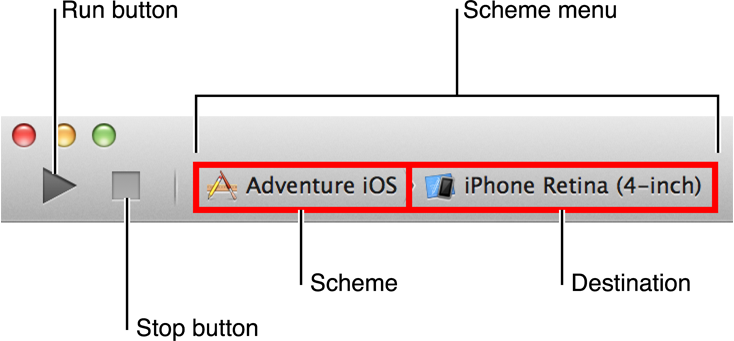 Run button
Scheme menu
Adventure iOS
iPhone Retina (4-inch)
Scheme
Destination
Stop button